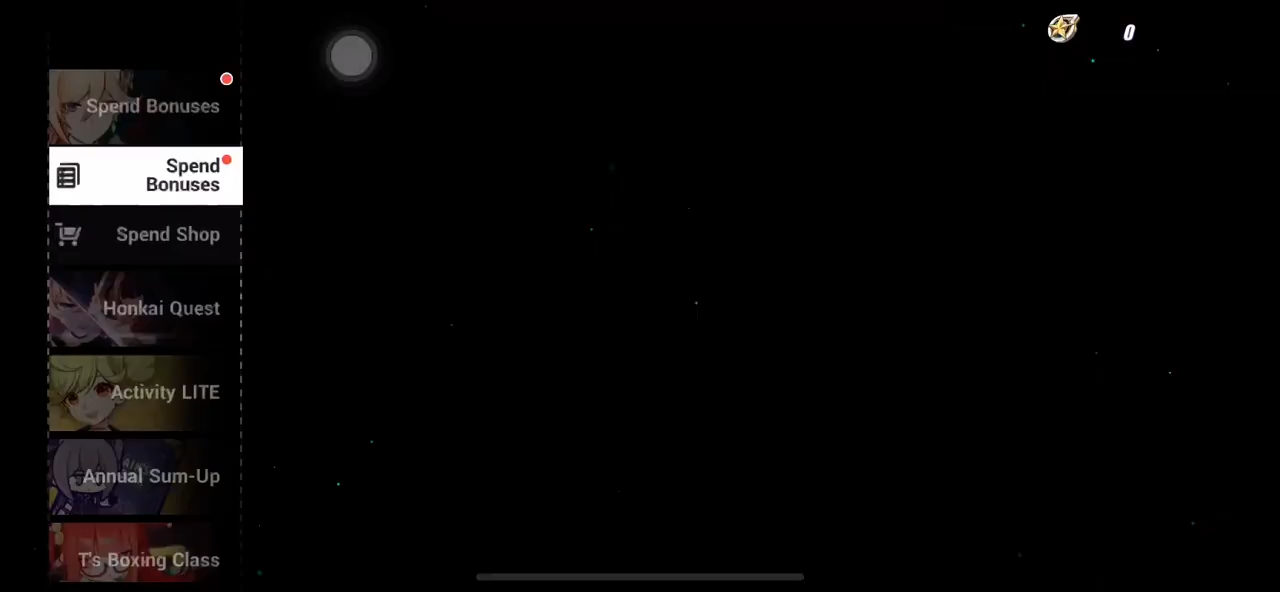 0
Spend Bonuses
Spend
Bonuses
Spend Shop
Honkai Quest
Activity LITE
Annual Sum-Up
T's Boxing Class